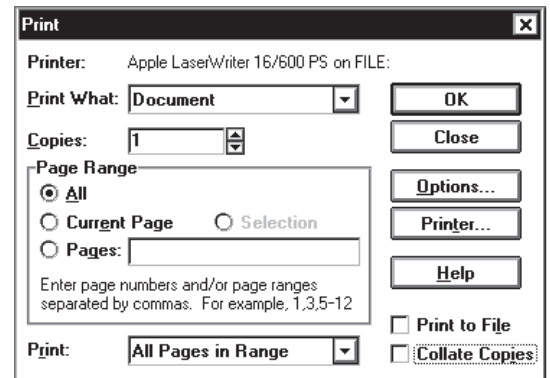 Print
Printer: Apple LaserWriter 16/600 PS on FILE:
Print What: Document
OK
Copies: 1
Close
Page Range
All
Options...
Current Page Selection
Printer...
Pages:
Enter page numbers and/or page ranges
separated by commas. For example, 1,3,5-12
Help
Print to File
Print: All Pages in Range
Collate Copies